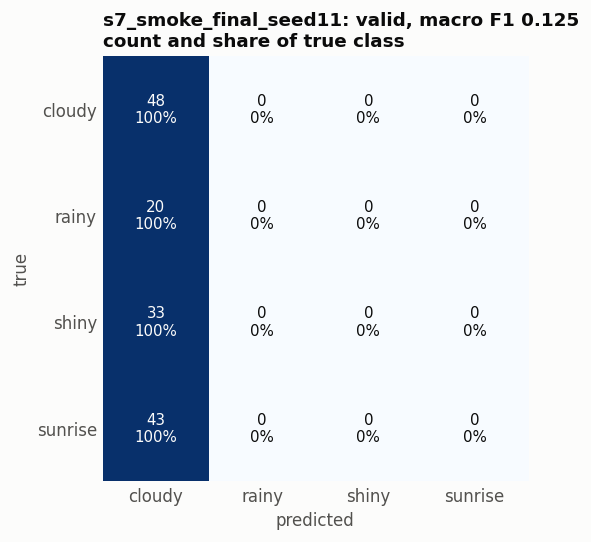 s7_smoke_final_seed11: valid, macro F1 0.125
count and share of true class
cloudy
48 0 0 0
100% 0% 0% 0%
rainy
20 0 0 0
100% 0% 0% 0%
true
shiny
33 0 0 0
100% 0% 0% 0%
sunrise
43 0 0 0
100% 0% 0% 0%
cloudy rainy shiny sunrise
predicted